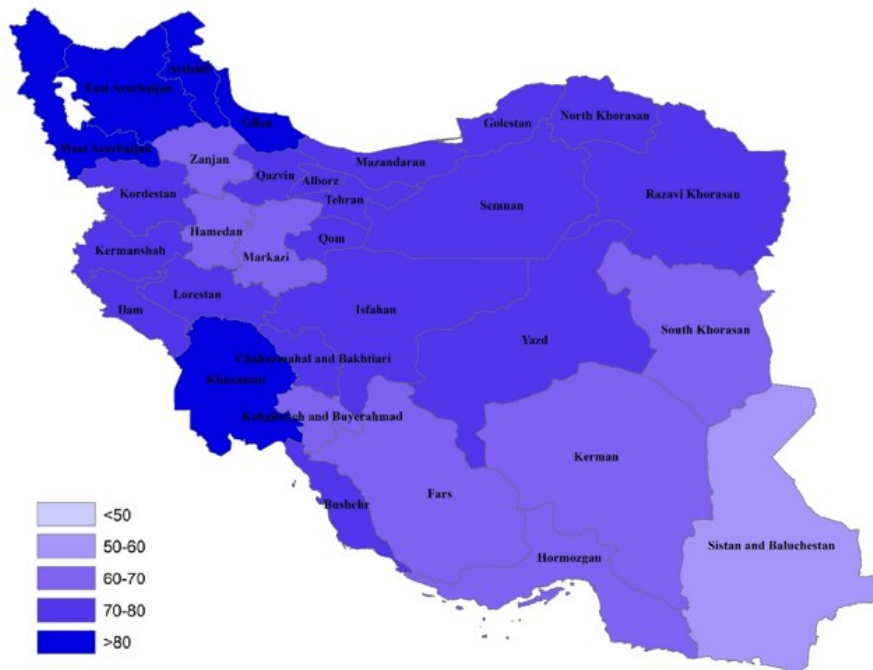 Ardebil
East Azarbaijan
Gilan
West Azarbaijan
Zanjan
Golestan
North Khorasan
Mazandaran
Qazvin
Alborz
Tehran
Semnan
Razavi Khorasan
Kordestan
Hamedan
Qom
Kermanshah
Markazi
Lorestan
Ilam
Isfahan
Yazd
South Khorasan
Chaharmahal and Bakhtiari
Khuzestan
Kohgiluyeh and Buyerahmad
Kerman
Fars
Bushehr
Hormozgan
Sistan and Baluchestan
<50
50-60
60-70
70-80
>80